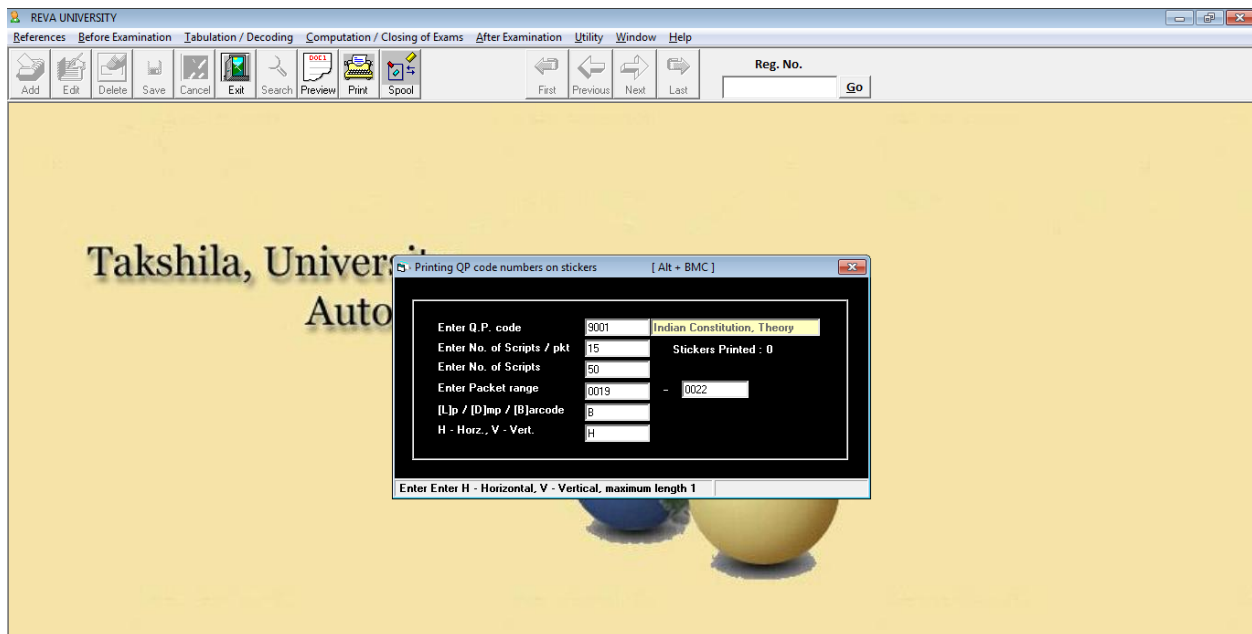 REVA UNIVERSITY
References Before Examination Tabulation / Decoding Computation / Closing of Exams After Examination Utility Window Help
DOC1
Add Edit Delete Save Cancel Exit Search Preview Print Spool First Previous Next Last Reg. No. Go
Takshila, Univer
Auto
Printing QP code numbers on stickers [ Alt + BMC ]
Enter Q.P. code 9001 Indian Constitution, Theory
Enter No. of Scripts / pkt 15 Stickers Printed : 0
Enter No. of Scripts 50
Enter Packet range 0019 - 0022
[L]p / [D]mp / [B]arcode B
H - Horz., V - Vert. H
Enter Enter H - Horizontal, V - Vertical, maximum length 1